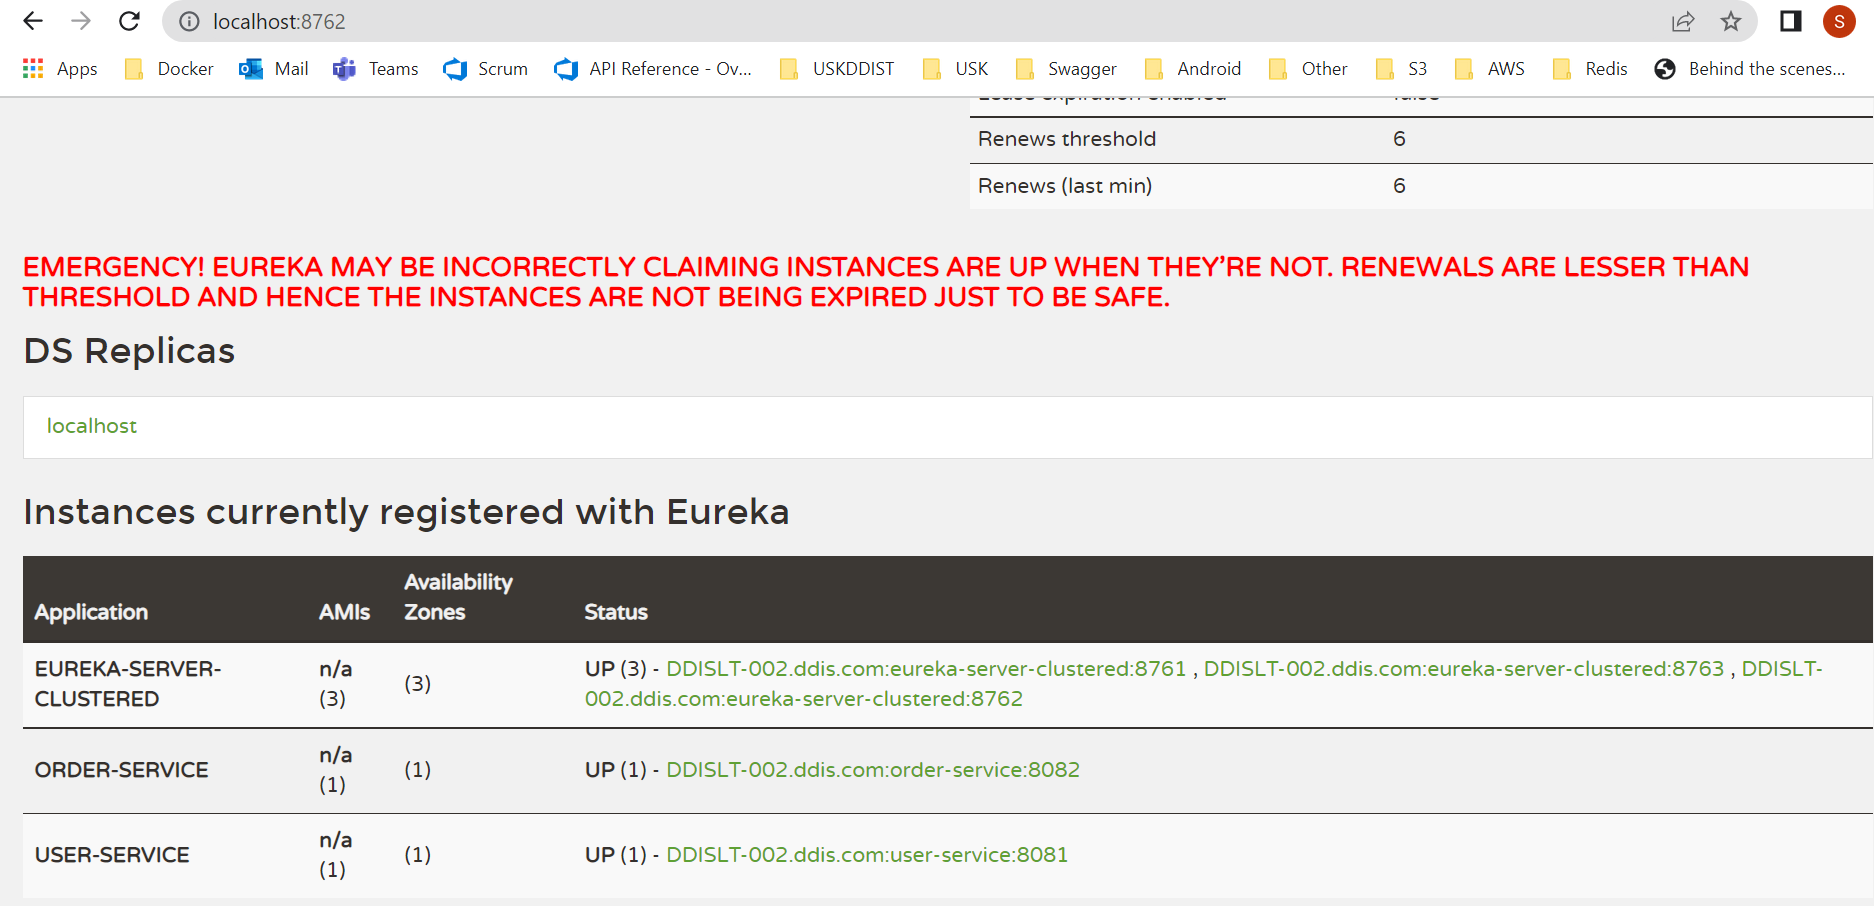 localhost:8762
S
Apps Docker Mail Teams Scrum API Reference - Ov... USKDDIST USK Swagger Android Other S3 AWS Redis Behind the scenes...
Lease expiration enabled false
Renews threshold 6
Renews (last min) 6
EMERGENCY! EUREKA MAY BE INCORRECTLY CLAIMING INSTANCES ARE UP WHEN THEY’RE NOT. RENEWALS ARE LESSER THAN
THRESHOLD AND HENCE THE INSTANCES ARE NOT BEING EXPIRED JUST TO BE SAFE.
DS Replicas
localhost
Instances currently registered with Eureka
Application AMIs Availability Zones Status
EUREKA-SERVER-CLUSTERED n/a (3) (3) UP (3) - DDISLT-002.ddis.com:eureka-server-clustered:8761 , DDISLT-002.ddis.com:eureka-server-clustered:8763 , DDISLT-
002.ddis.com:eureka-server-clustered:8762
ORDER-SERVICE n/a (1) (1) UP (1) - DDISLT-002.ddis.com:order-service:8082
USER-SERVICE n/a (1) (1) UP (1) - DDISLT-002.ddis.com:user-service:8081